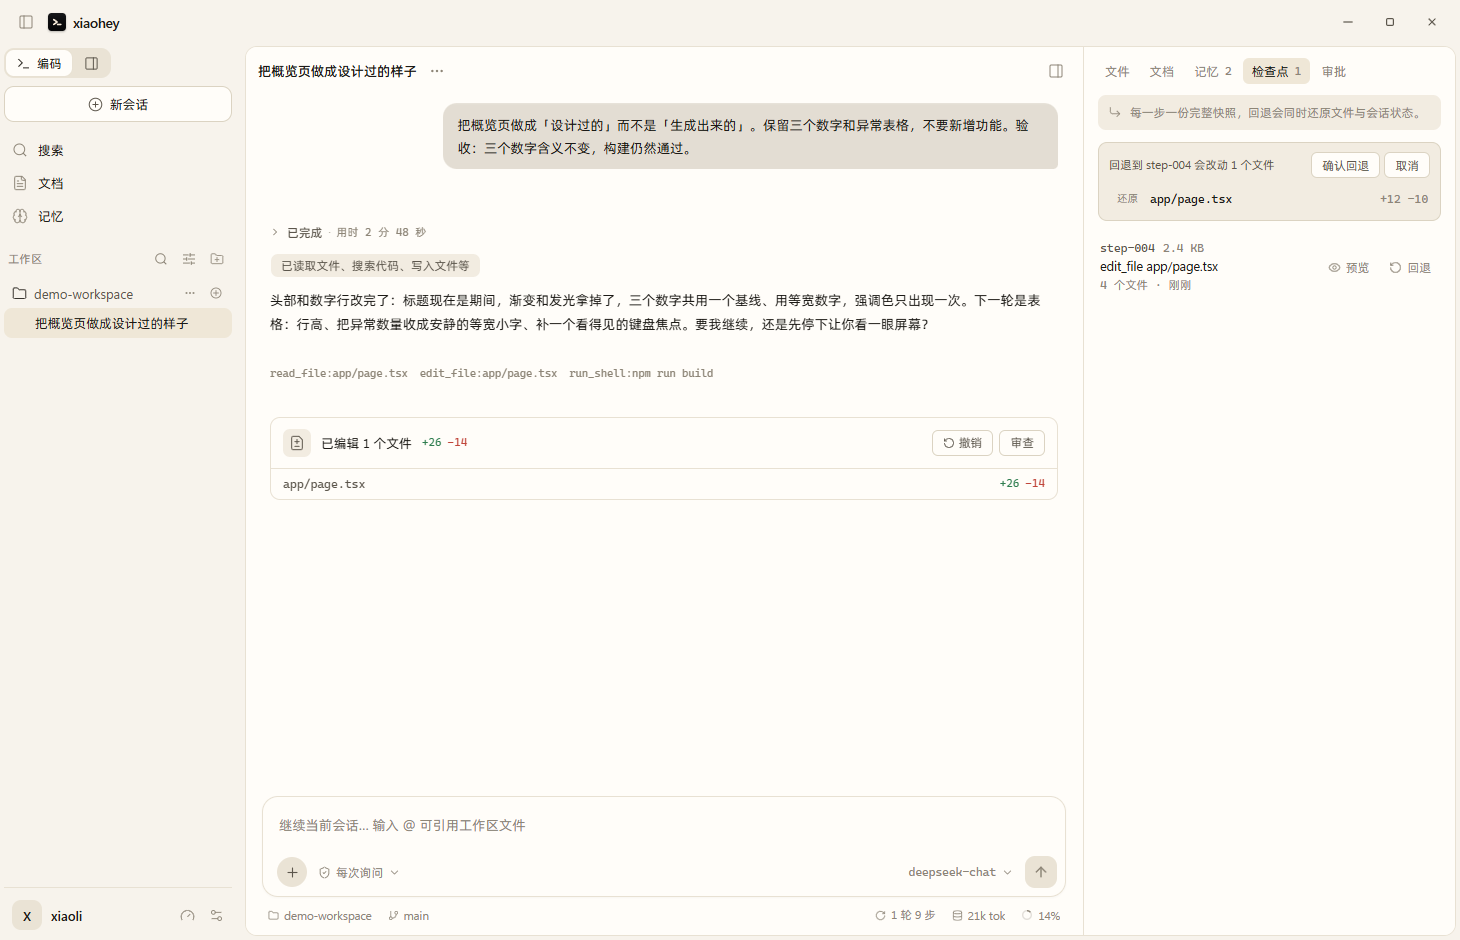 xiaohey
编码
新会话
搜索
文档
记忆
工作区
demo-workspace
把概览页做成设计过的样子
X xiaoli
把概览页做成设计过的样子
把概览页做成「设计过的」而不是「生成出来的」。保留三个数字和异常表格，不要新增功能。验
收：三个数字含义不变，构建仍然通过。
已完成 · 用时 2 分 48 秒
已读取文件、搜索代码、写入文件等
头部和数字行改完了：标题现在是期间，渐变和发光拿掉了，三个数字共用一个基线、用等宽数字，强调色只出现一次。下一轮是表
格：行高、把异常数量收成安静的等宽小字、补一个看得见的键盘焦点。要我继续，还是先停下让你看一眼屏幕？
read_file:app/page.tsx edit_file:app/page.tsx run_shell:npm run build
已编辑 1 个文件 +26 −14
撤销 审查
app/page.tsx +26 −14
继续当前会话... 输入 @ 可引用工作区文件
每次询问
deepseek-chat
demo-workspace main
1 轮 9 步 21k tok 14%
文件 文档 记忆 2 检查点 1 审批
每一步一份完整快照，回退会同时还原文件与会话状态。
回退到 step-004 会改动 1 个文件 确认回退 取消
还原 app/page.tsx +12 −10
step-004 2.4 KB
edit_file app/page.tsx 预览 回退
4 个文件 · 刚刚